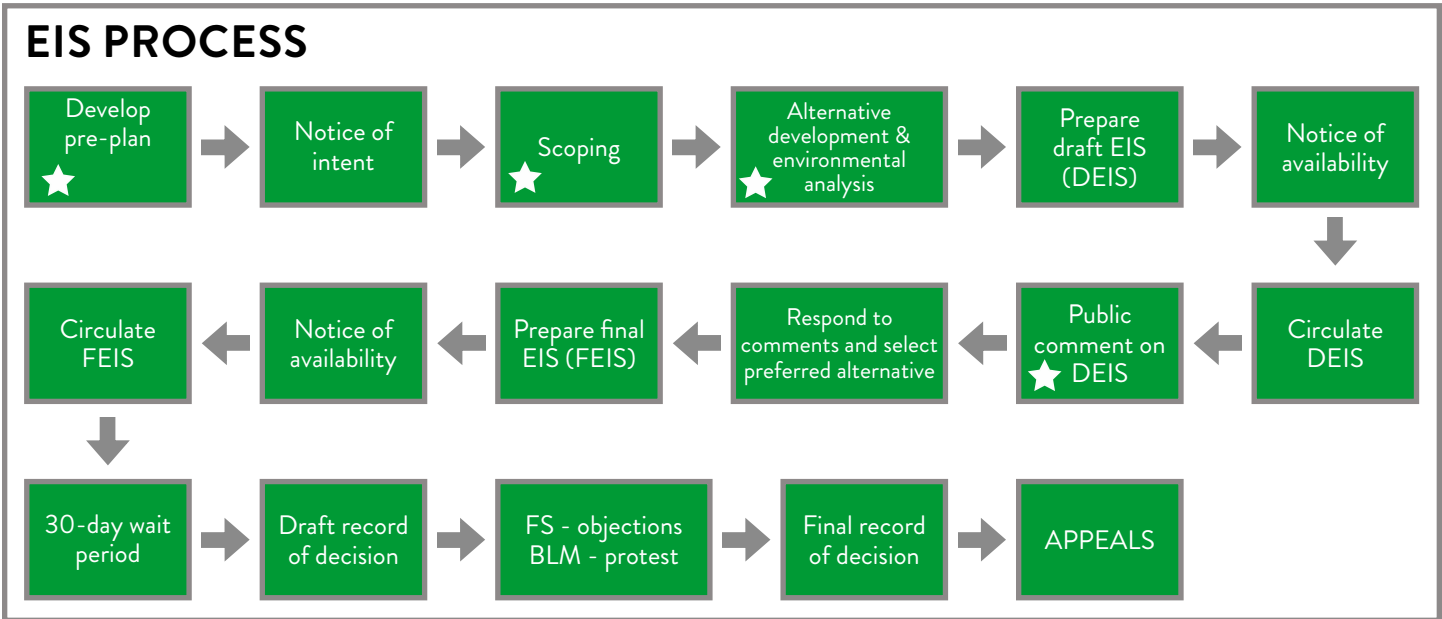 EIS PROCESS
Develop
pre-plan
Notice of
intent
Scoping
Alternative
development &
environmental
analysis
Prepare
draft EIS
(DEIS)
Notice of
availability
Circulate
DEIS
Public
comment on
DEIS
Respond to
comments and select
preferred alternative
Prepare final
EIS (FEIS)
Notice of
availability
Circulate
FEIS
30-day wait
period
Draft record
of decision
FS - objections
BLM - protest
Final record
of decision
APPEALS